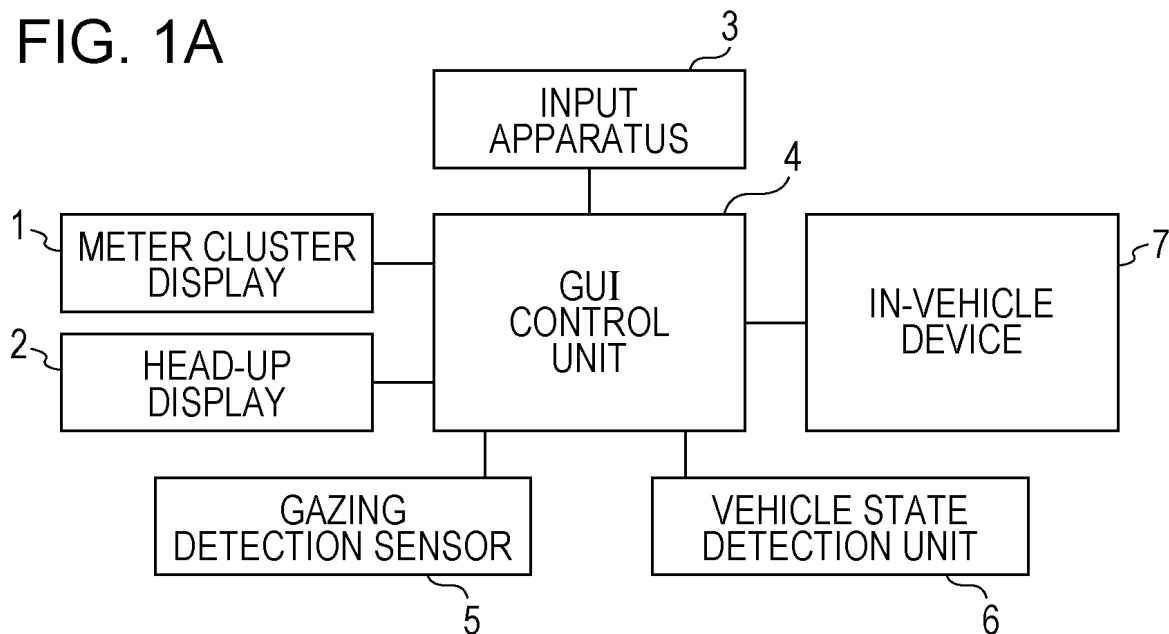 FIG. 1A
3
INPUT
APPARATUS
4
1
METER CLUSTER
DISPLAY
GUI
CONTROL
UNIT
7
IN-VEHICLE
DEVICE
2
HEAD-UP
DISPLAY
GAZING
DETECTION SENSOR
5
VEHICLE STATE
DETECTION UNIT
6